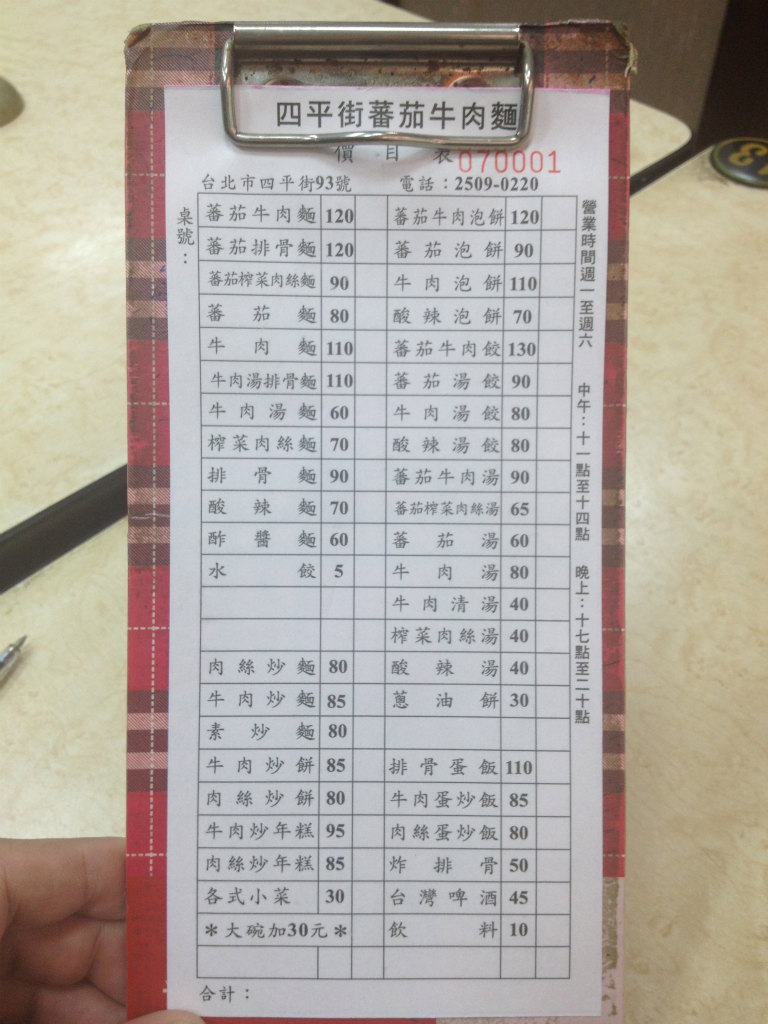 四平街蕃茄牛肉麵
價目表 070001
台北市四平街93號 電話：2509-0220
桌號：
蕃茄牛肉麵 120 蕃茄牛肉泡餅 120
蕃茄排骨麵 120 蕃茄泡餅 90
蕃茄榨菜肉絲麵 90 牛肉泡餅 110
蕃茄麵 80 酸辣泡餅 70
牛肉麵 110 蕃茄牛肉餃 130
牛肉湯排骨麵 110 蕃茄湯餃 90
牛肉湯麵 60 牛肉湯餃 80
榨菜肉絲麵 70 酸辣湯餃 80
排骨麵 90 蕃茄牛肉湯 90
酸辣麵 70 蕃茄榨菜肉絲湯 65
酢醬麵 60 蕃茄湯 60
水餃 5 牛肉湯 80
牛肉清湯 40
榨菜肉絲湯 40
肉絲炒麵 80 酸辣湯 40
牛肉炒麵 85 蔥油餅 30
素炒麵 80
牛肉炒餅 85 排骨蛋飯 110
肉絲炒餅 80 牛肉蛋炒飯 85
牛肉炒年糕 95 肉絲蛋炒飯 80
肉絲炒年糕 85 炸排骨 50
各式小菜 30 台灣啤酒 45
＊大碗加30元＊ 飲料 10
合計：
營業時間週一至週六 中午：十一點至十四點 晚上：十七點至二十點
13